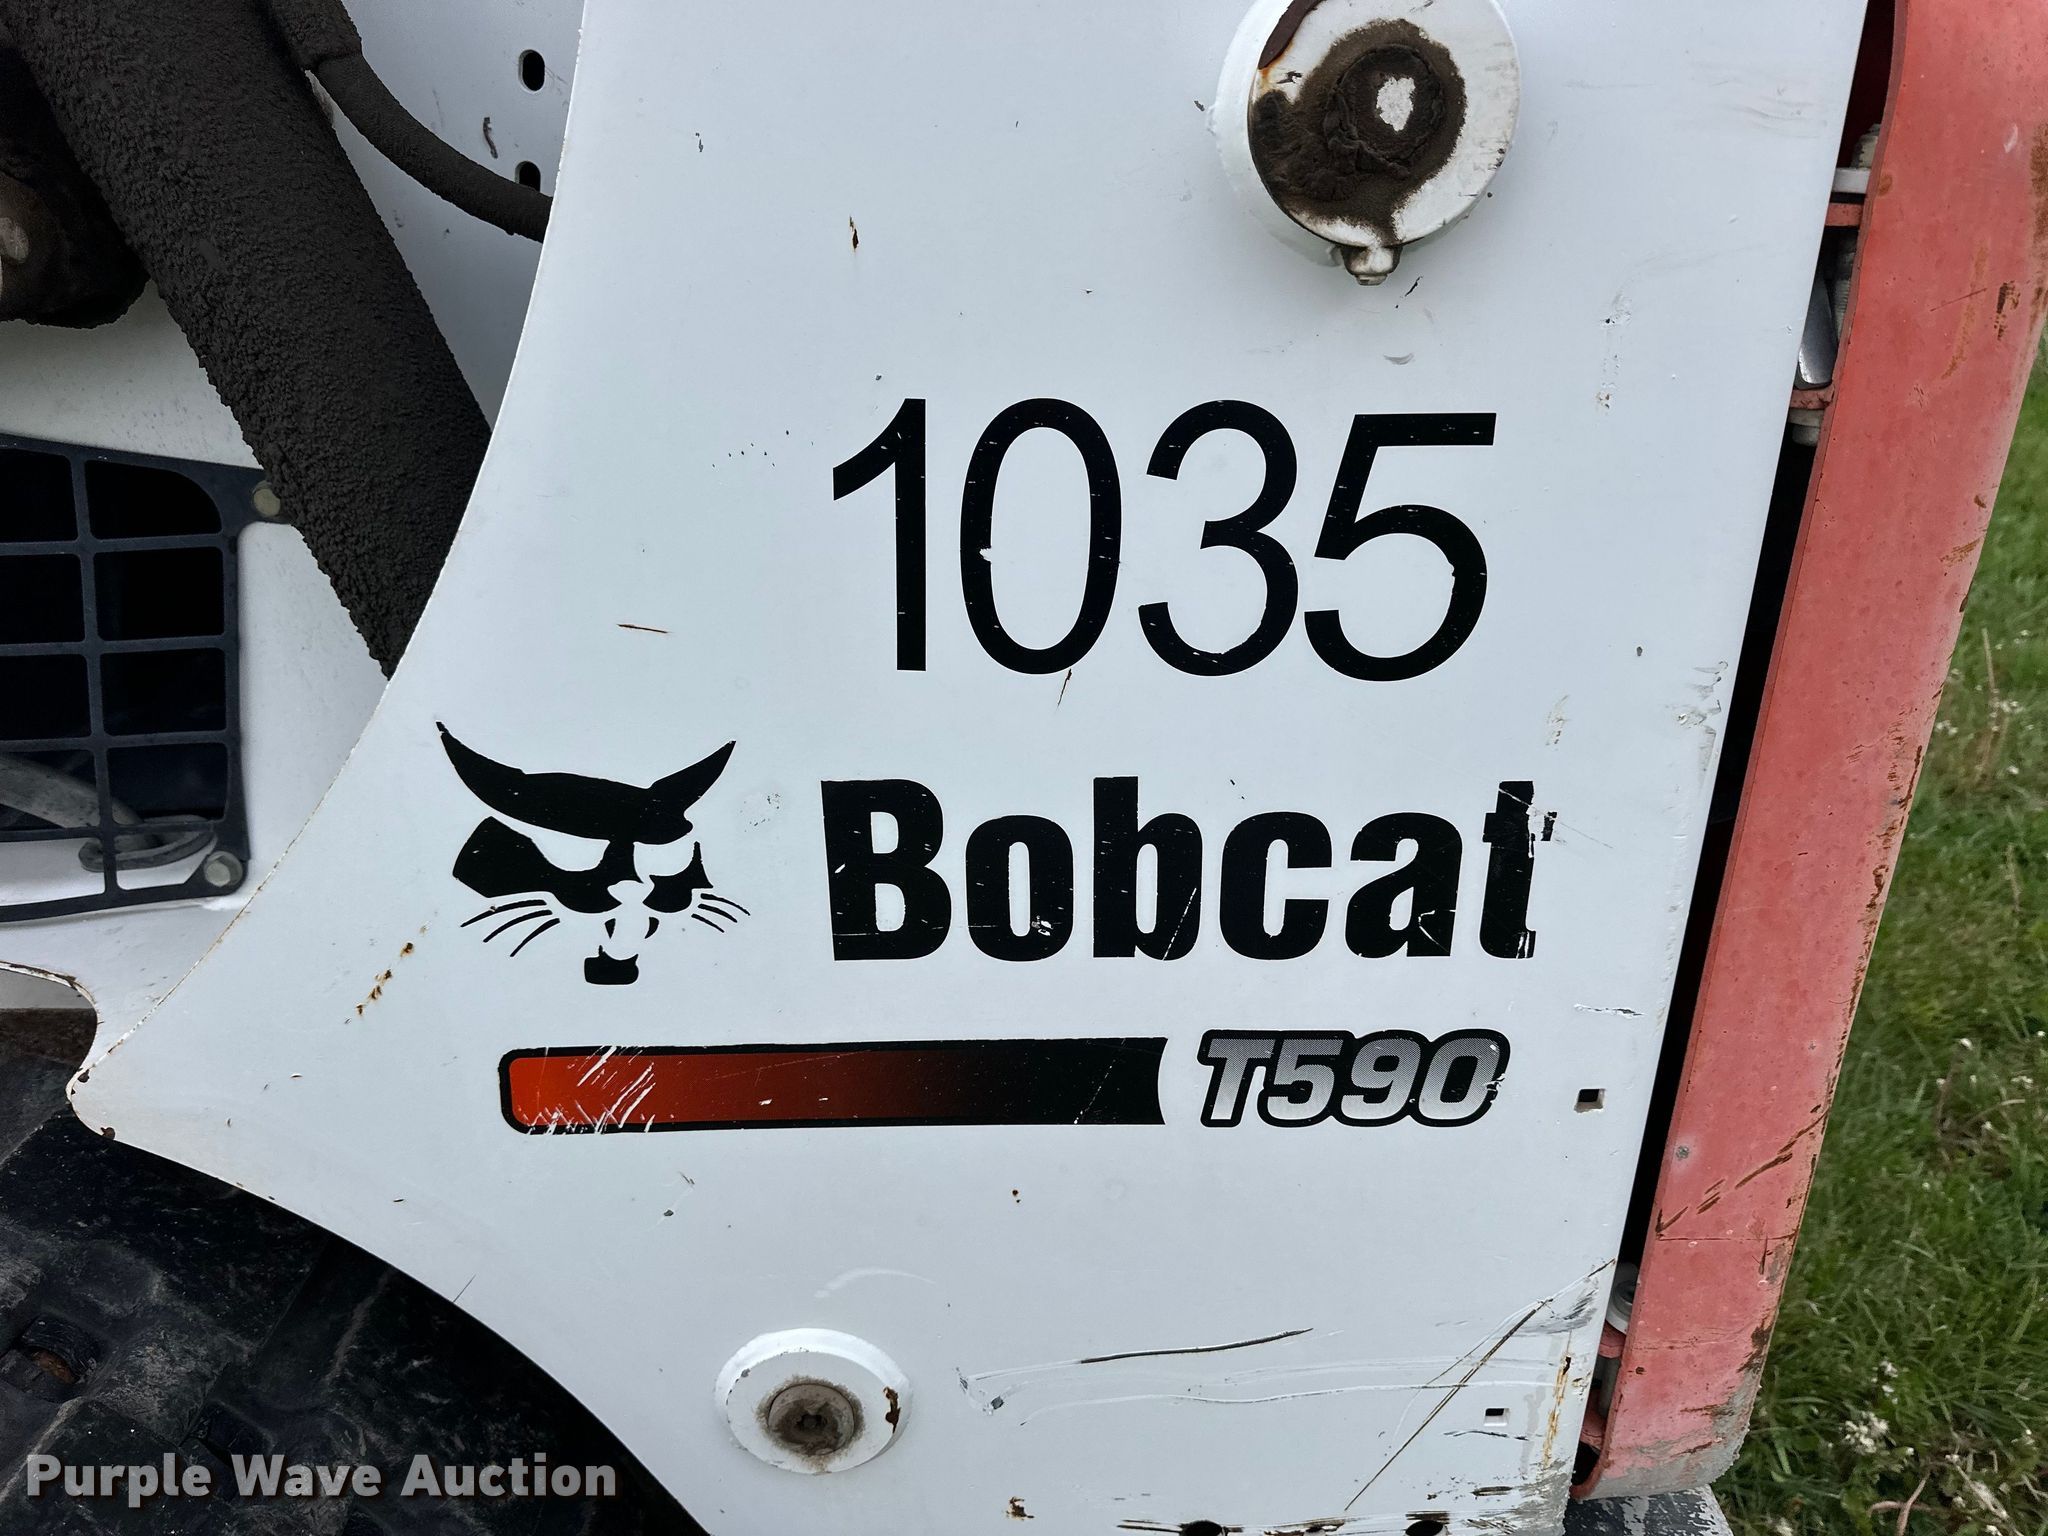 1035
Bobcat
T590
Purple Wave Auction